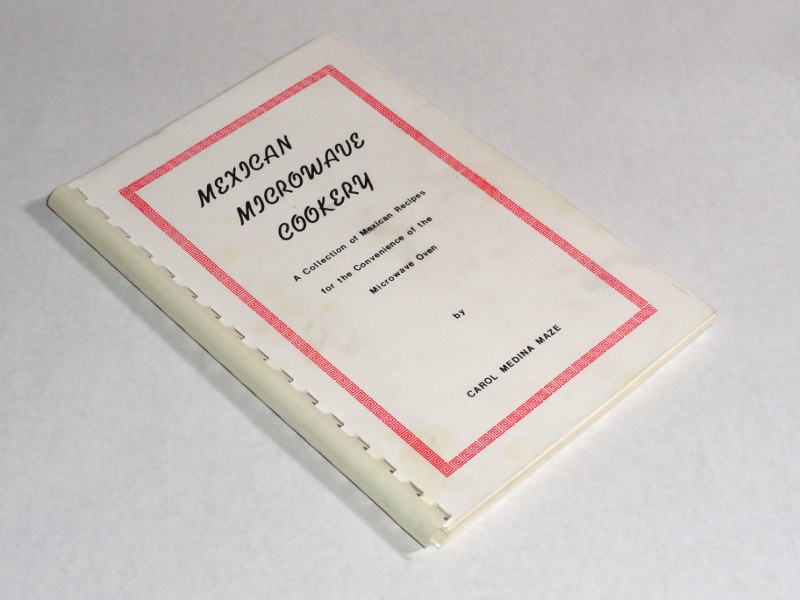 MEXICAN
MICROWAVE
COOKERY
A Collection of Mexican Recipes
for the Convenience of the
Microwave Oven
by
CAROL MEDINA MAZE